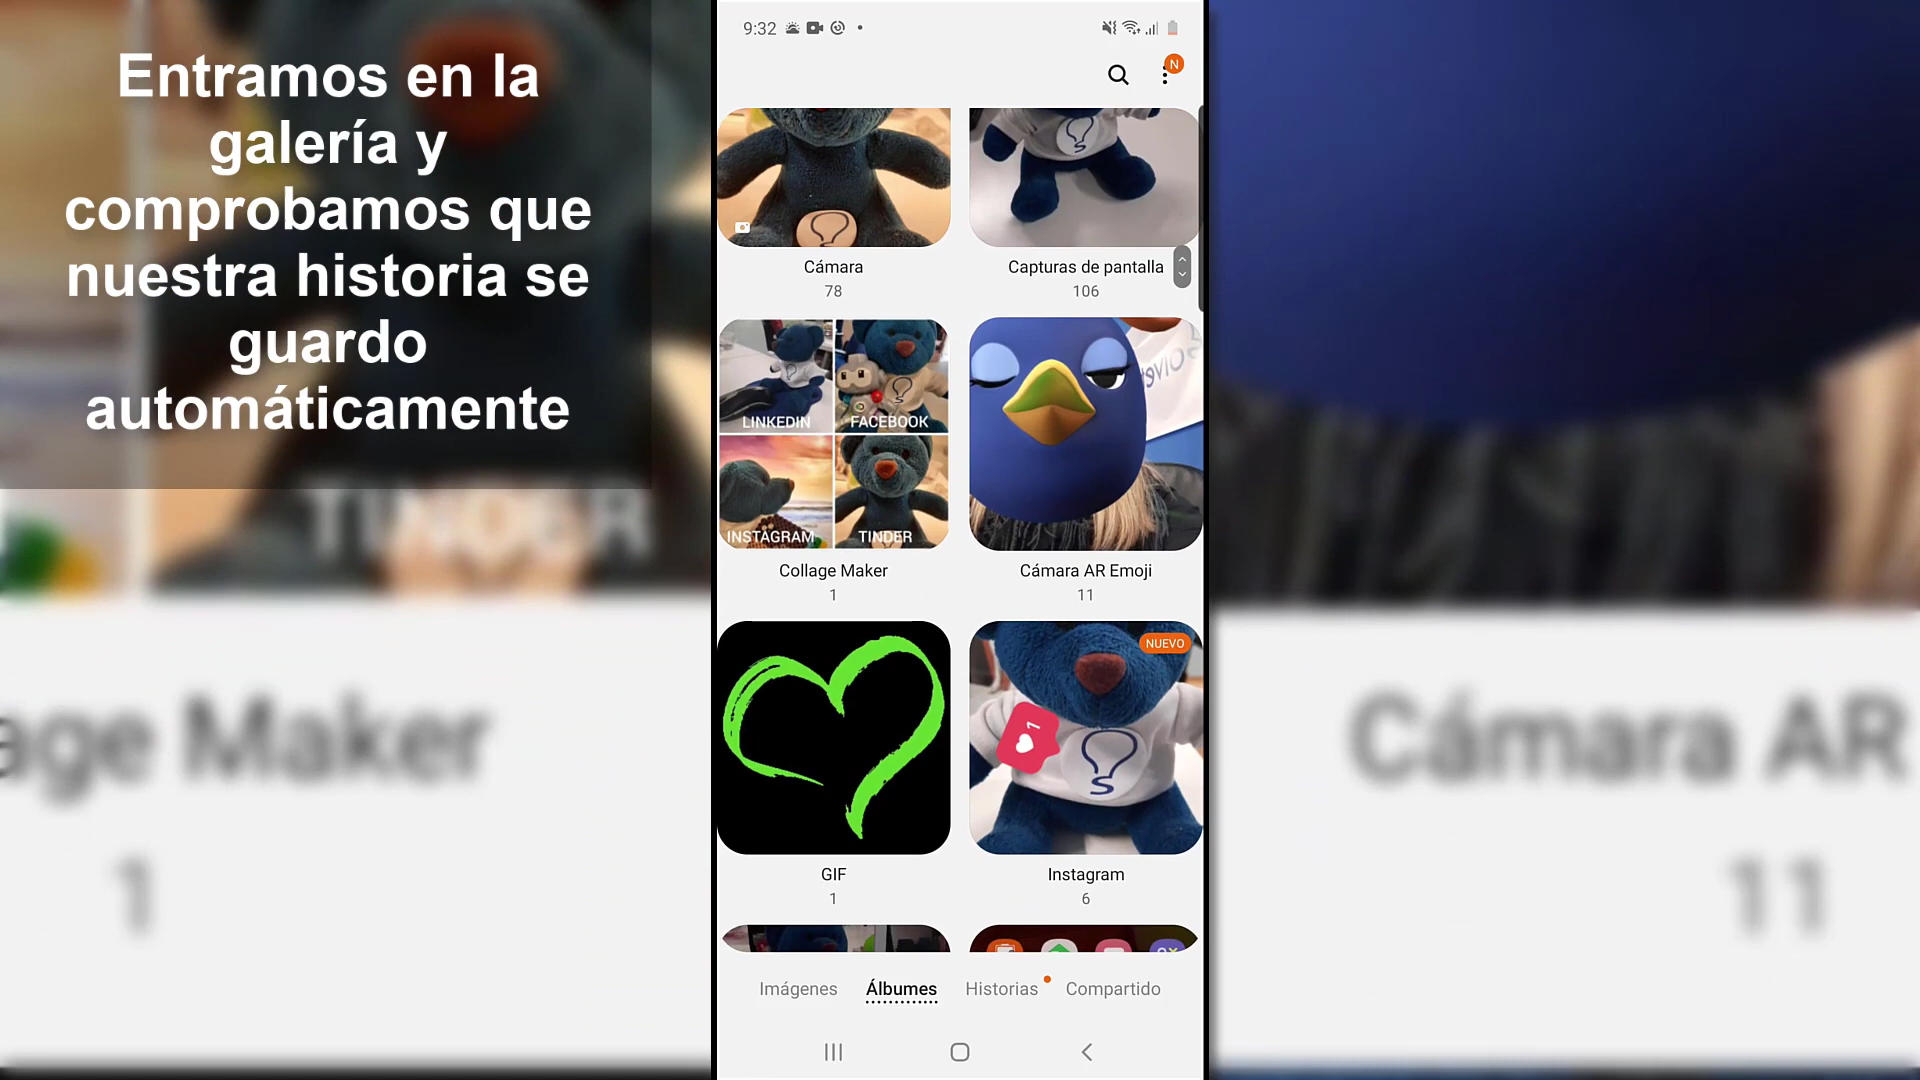 Entramos en la
galería y
comprobamos que
nuestra historia se
guardo
automáticamente
TINDER
age Maker
1
9:32
N
Cámara
78
Capturas de pantalla
106
LINKEDIN
FACEBOOK
INSTAGRAM
TINDER
Collage Maker
1
Cámara AR Emoji
11
NUEVO
1
GIF
1
Instagram
6
Imágenes
Álbumes
Historias
Compartido
Cámara AR
11